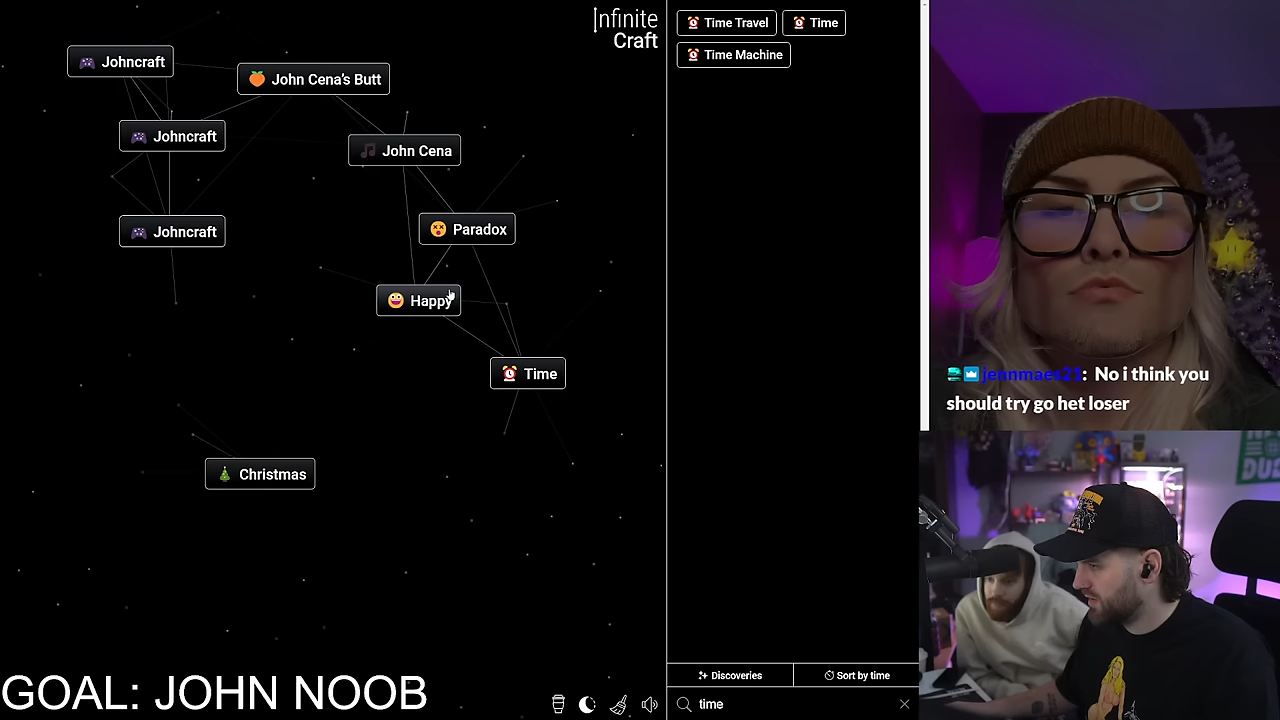 Infinite
Craft
Johncraft
John Cena's Butt
Johncraft
John Cena
Johncraft
Paradox
Happy
Time
Christmas
GOAL: JOHN NOOB
Time Travel
Time
Time Machine
Discoveries
Sort by time
time
jennmaes21: No i think you
should try go het loser